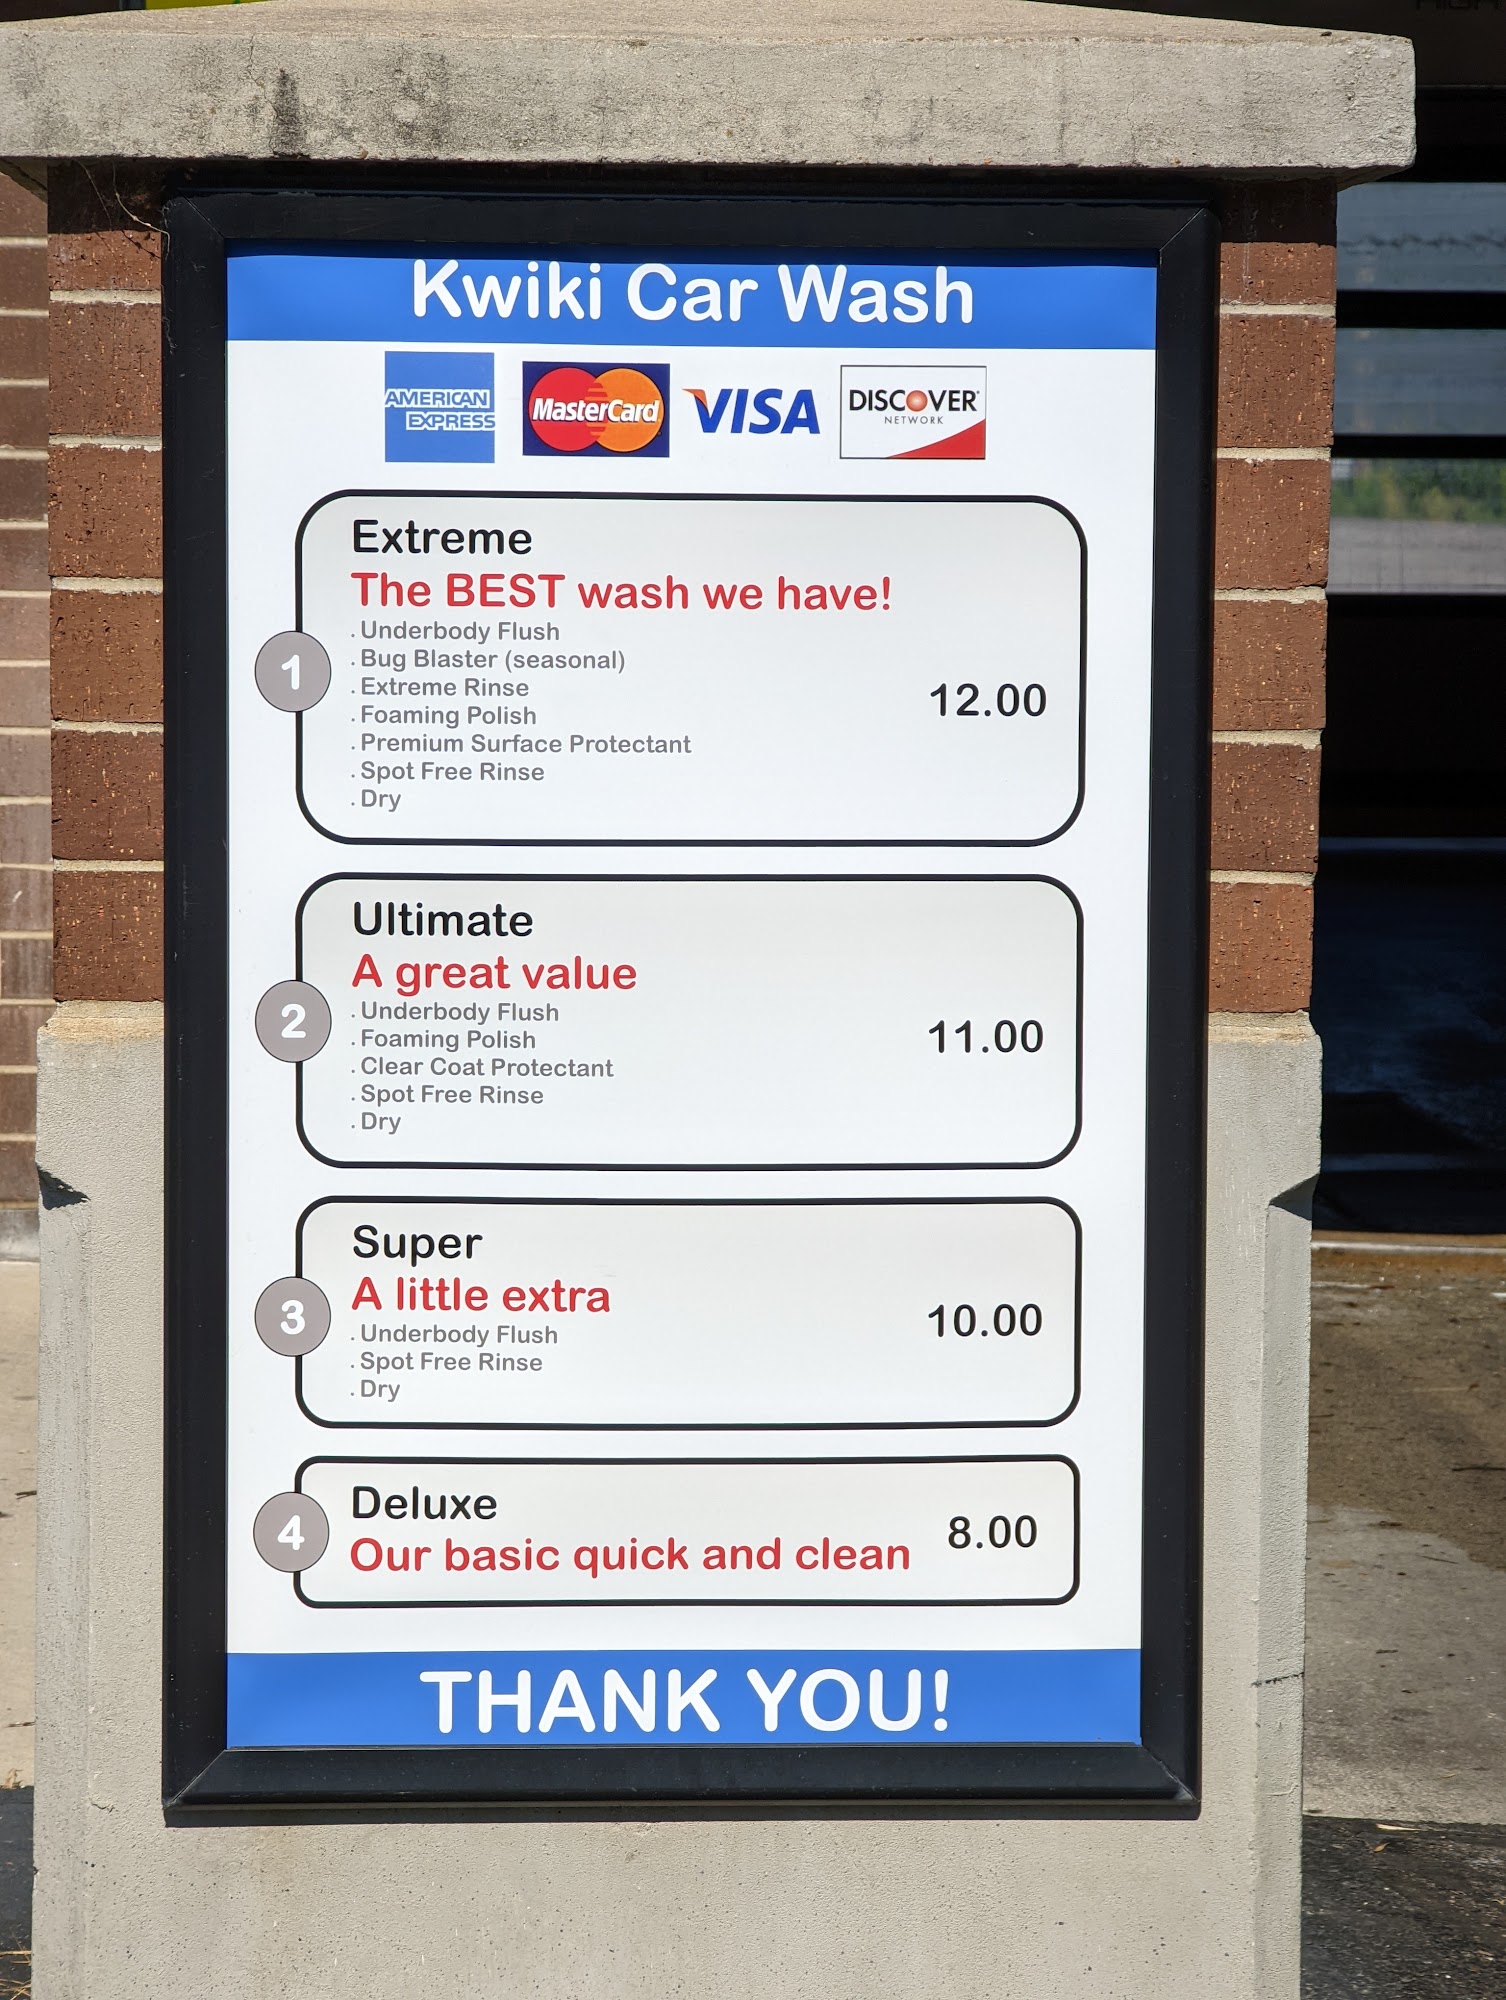 Kwiki Car Wash
AMERICAN
EXPRESS
MasterCard
VISA
DISCOVER
NETWORK
Extreme
The BEST wash we have!
. Underbody Flush
. Bug Blaster (seasonal)
. Extreme Rinse
. Foaming Polish
. Premium Surface Protectant
. Spot Free Rinse
. Dry
1
12.00
Ultimate
A great value
. Underbody Flush
. Foaming Polish
. Clear Coat Protectant
. Spot Free Rinse
. Dry
2
11.00
Super
A little extra
. Underbody Flush
. Spot Free Rinse
. Dry
3
10.00
Deluxe
Our basic quick and clean
4
8.00
THANK YOU!